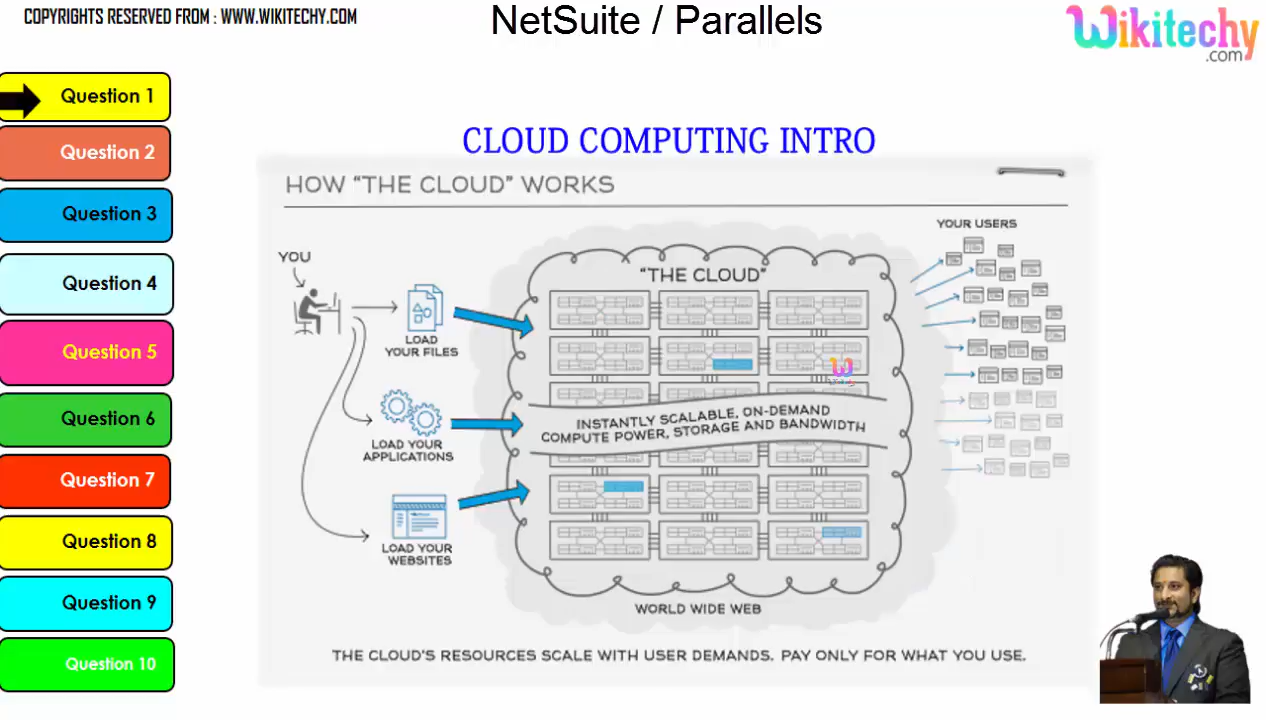 COPYRIGHTS RESERVED FROM : WWW.WIKITECHY.COM
NetSuite / Parallels
Wikitechy
.com
Question 1
Question 2
Question 3
Question 4
Question 5
Question 6
Question 7
Question 8
Question 9
Question 10
CLOUD COMPUTING INTRO
HOW “THE CLOUD” WORKS
YOU
LOAD
YOUR FILES
LOAD YOUR
APPLICATIONS
LOAD YOUR
WEBSITES
“THE CLOUD”
INSTANTLY SCALABLE, ON-DEMAND
COMPUTE POWER, STORAGE AND BANDWIDTH
WORLD WIDE WEB
YOUR USERS
THE CLOUD'S RESOURCES SCALE WITH USER DEMANDS. PAY ONLY FOR WHAT YOU USE.